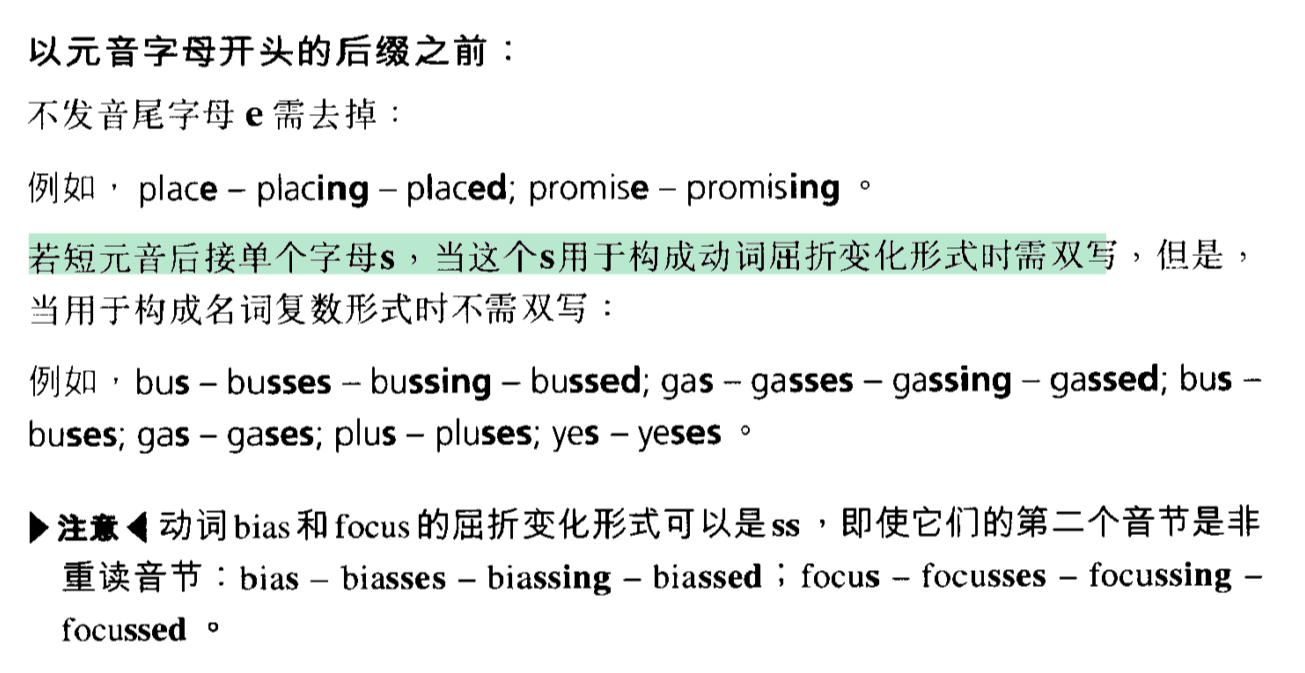 以元音字母开头的后缀之前：
不发音尾字母 e 需去掉：
例如，place – placing – placed; promise – promising 。
若短元音后接单个字母s，当这个s用于构成动词屈折变化形式时需双写，但是，
当用于构成名词复数形式时不需双写：
例如，bus – busses – bussing – bussed; gas – gasses – gassing – gassed; bus –
buses; gas – gases; plus – pluses; yes – yeses 。
▶注意◀ 动词bias和focus的屈折变化形式可以是ss，即使它们的第二个音节是非
重读音节：bias – biasses – biassing – biassed；focus – focusses – focussing –
focussed 。